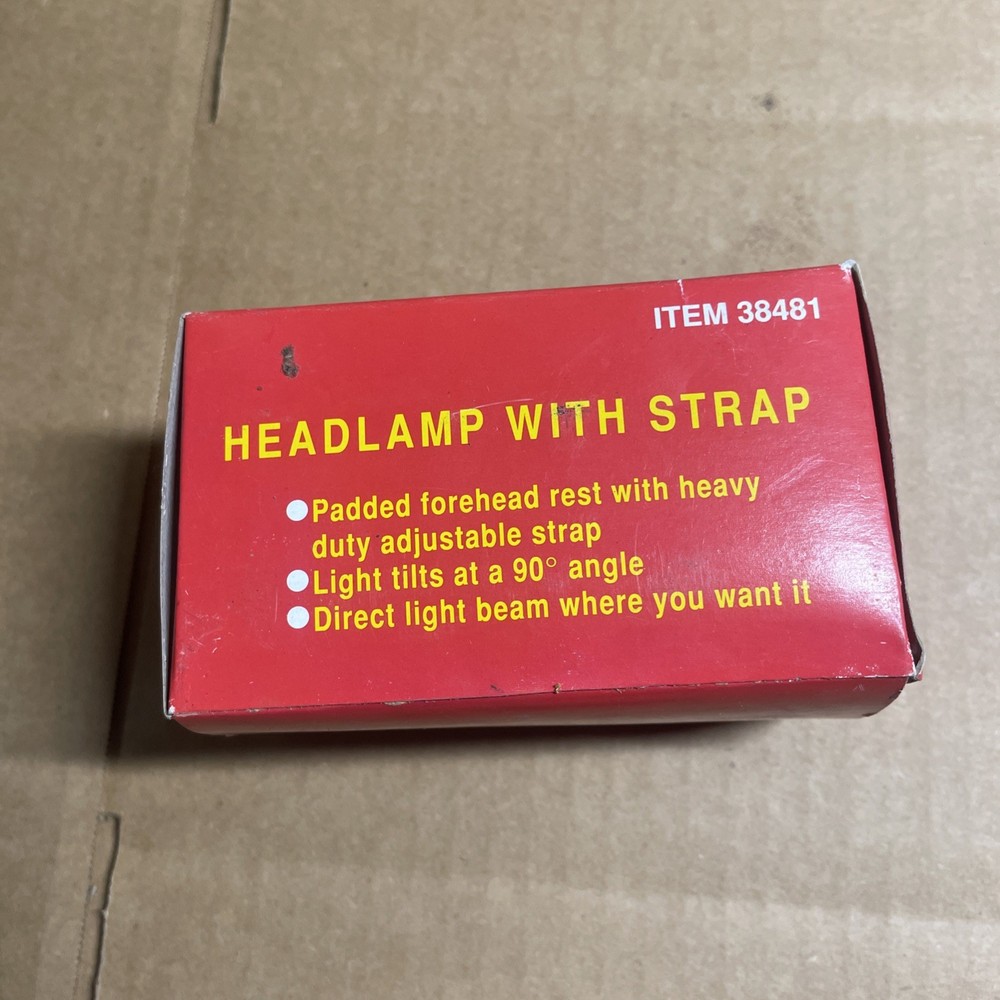 ITEM 38481
HEADLAMP WITH STRAP
●Padded forehead rest with heavy
duty adjustable strap
●Light tilts at a 90° angle
●Direct light beam where you want it